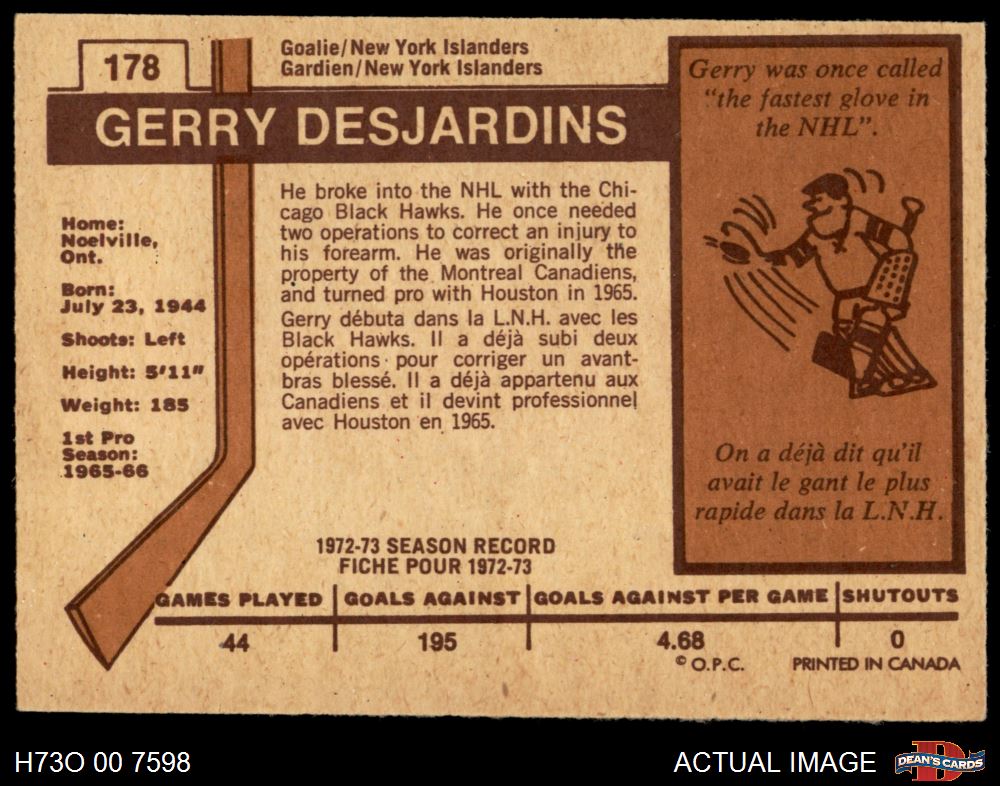 178
Goalie/New York Islanders
Gardien/New York Islanders
GERRY DESJARDINS
Home:
Noelville,
Ont.
Born:
July 23, 1944
Shoots: Left
Height: 5'11"
Weight: 185
1st Pro
Season:
1965-66
He broke into the NHL with the Chi-
cago Black Hawks. He once needed
two operations to correct an injury to
his forearm. He was originally the
property of the Montreal Canadiens,
and turned pro with Houston in 1965.
Gerry débuta dans la L.N.H. avec les
Black Hawks. Il a déjà subi deux
opérations pour corriger un avant-
bras blessé. Il a déjà appartenu aux
Canadiens et il devint professionnel
avec Houston en 1965.
Gerry was once called
"the fastest glove in
the NHL".
On a déjà dit qu'il
avait le gant le plus
rapide dans la L.N.H.
1972-73 SEASON RECORD
FICHE POUR 1972-73
GAMES PLAYED GOALS AGAINST GOALS AGAINST PER GAME SHUTOUTS
44 195 4.68 0
© O.P.C. PRINTED IN CANADA
H73O 00 7598
ACTUAL IMAGE
DEAN'S CARDS